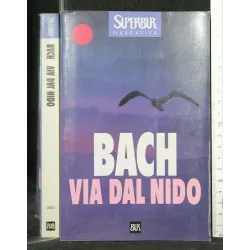 SUPERBUR
NARRATIVA
BACH
VIA DAL NIDO
BUR
BACH VIA DAL NIDO
BUR